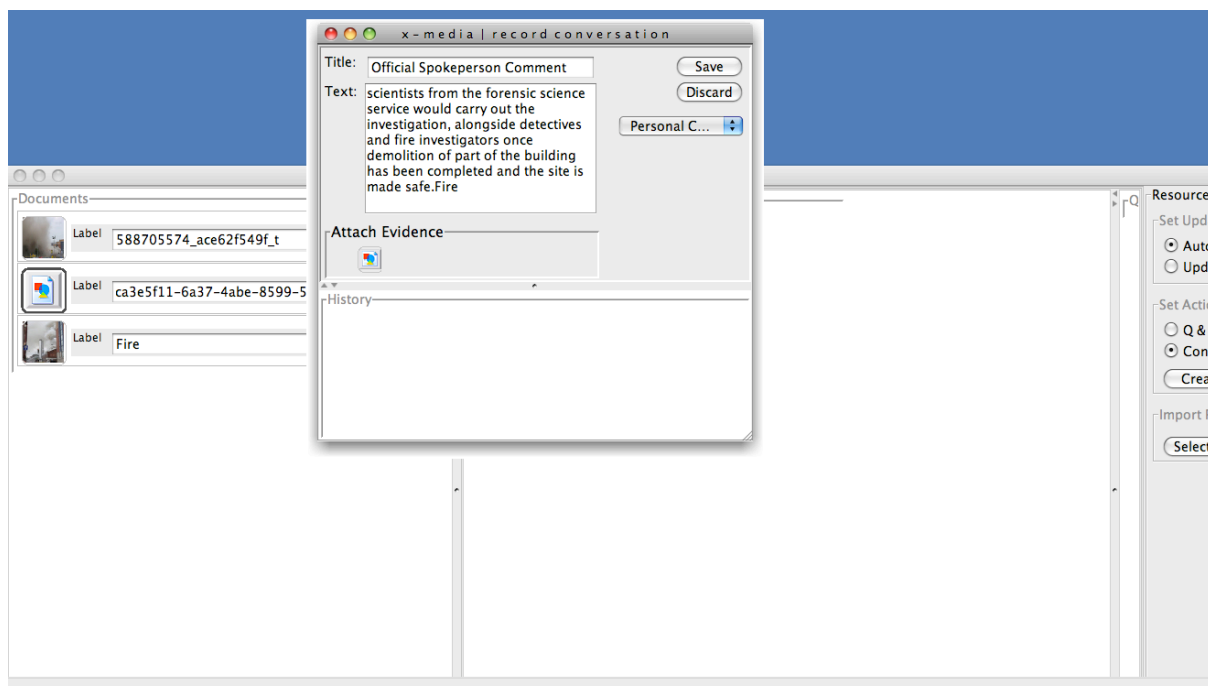 x-media | record conversation
Title: Official Spokeperson Comment
Save
Text: scientists from the forensic science
service would carry out the
investigation, alongside detectives
and fire investigators once
demolition of part of the building
has been completed and the site is
made safe.Fire
Discard
Personal C...
Attach Evidence
History
Documents
Label 588705574_ace62f549f_t
Label ca3e5f11-6a37-4abe-8599-5
Label Fire
Q
Resource
Set Upd
Auto
Upd
Set Acti
Q &
Con
Crea
Import
Select